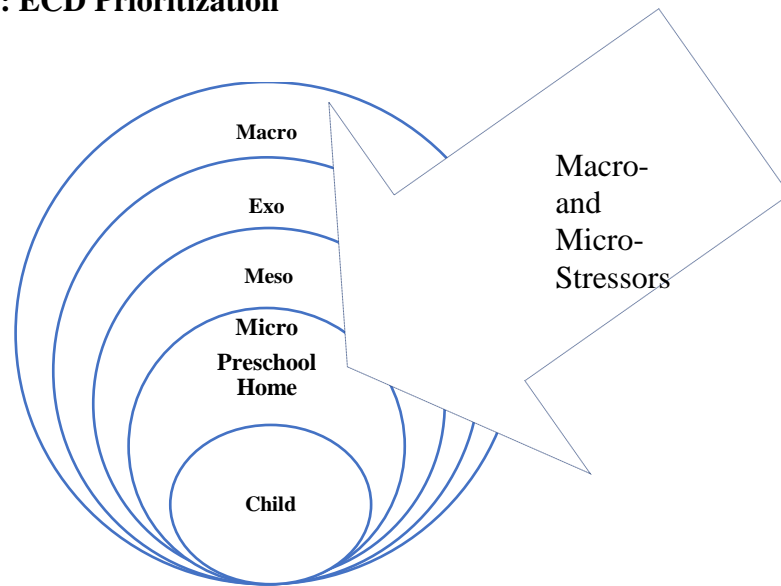 : ECD Prioritization
Macro
Exo
Meso
Micro
Preschool
Home
Child
Macro-
and
Micro-
Stressors